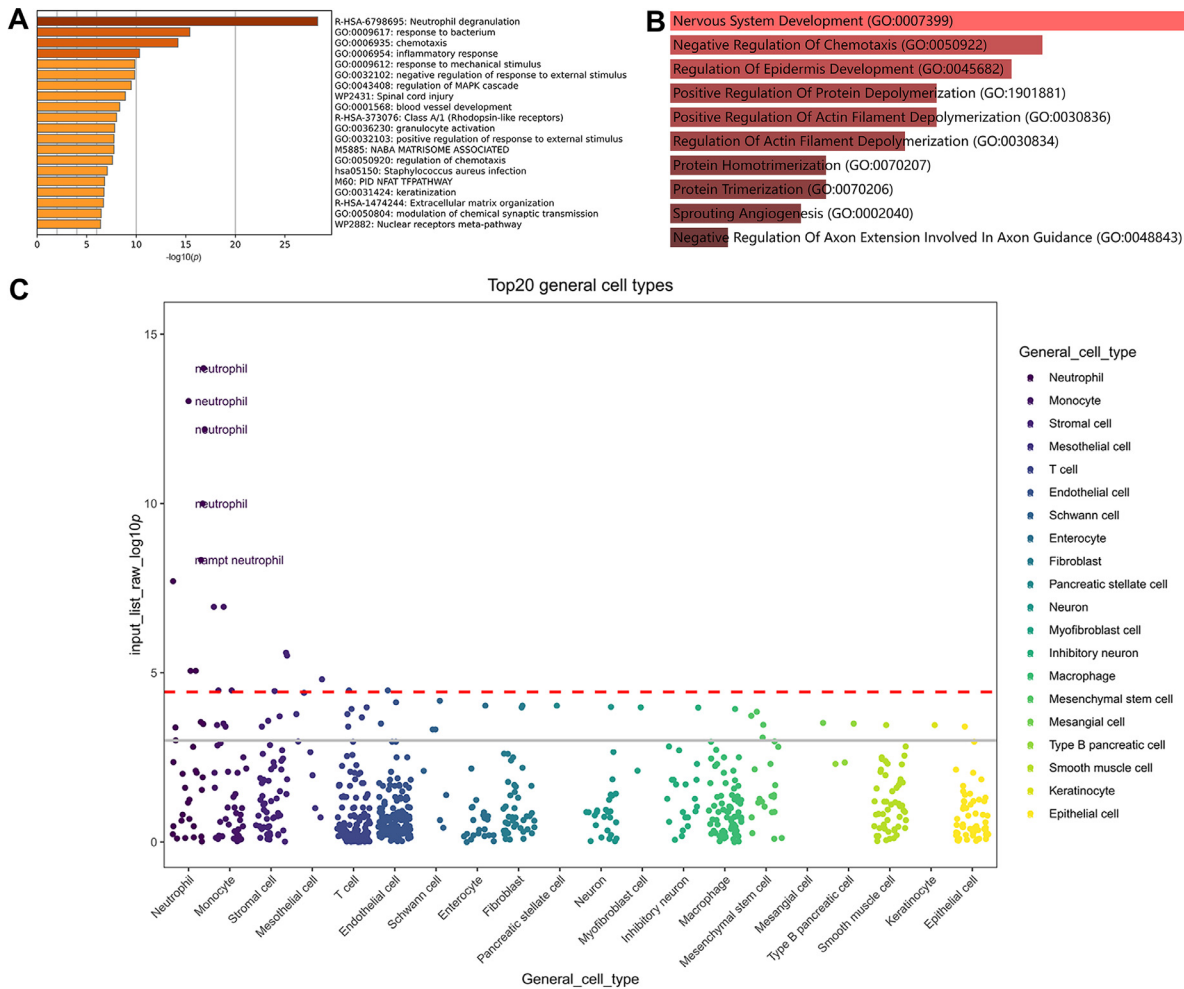 A
R-HSA-6798695: Neutrophil degranulation
GO:0009617: response to bacterium
GO:0006935: chemotaxis
GO:0006954: inflammatory response
GO:0009612: response to mechanical stimulus
GO:0032102: negative regulation of response to external stimulus
GO:0043408: regulation of MAPK cascade
WP2431: Spinal cord injury
GO:0001568: blood vessel development
R-HSA-373076: Class A/1 (Rhodopsin-like receptors)
GO:0036230: granulocyte activation
GO:0032103: positive regulation of response to external stimulus
M5885: NABA MATRISOME ASSOCIATED
GO:0050920: regulation of chemotaxis
hsa05150: Staphylococcus aureus infection
M60: PID NFAT TFPATHWAY
GO:0031424: keratinization
R-HSA-1474244: Extracellular matrix organization
GO:0050804: modulation of chemical synaptic transmission
WP2882: Nuclear receptors meta-pathway
0 5 10 15 20 25
-log10(p)
B
Nervous System Development (GO:0007399)
Negative Regulation Of Chemotaxis (GO:0050922)
Regulation Of Epidermis Development (GO:0045682)
Positive Regulation Of Protein Depolymerization (GO:1901881)
Positive Regulation Of Actin Filament Depolymerization (GO:0030836)
Regulation Of Actin Filament Depolymerization (GO:0030834)
Protein Homotrimerization (GO:0070207)
Protein Trimerization (GO:0070206)
Sprouting Angiogenesis (GO:0002040)
Negative Regulation Of Axon Extension Involved In Axon Guidance (GO:0048843)
C
Top20 general cell types
input_list_raw_log10p
15
10
5
0
neutrophil
neutrophil
neutrophil
neutrophil
nampt neutrophil
Neutrophil
Monocyte
Stromal cell
Mesothelial cell
T cell
Endothelial cell
Schwann cell
Enterocyte
Fibroblast
Pancreatic stellate cell
Neuron
Myofibroblast cell
Inhibitory neuron
Macrophage
Mesenchymal stem cell
Mesangial cell
Type B pancreatic cell
Smooth muscle cell
Keratinocyte
Epithelial cell
General_cell_type
General_cell_type
Neutrophil
Monocyte
Stromal cell
Mesothelial cell
T cell
Endothelial cell
Schwann cell
Enterocyte
Fibroblast
Pancreatic stellate cell
Neuron
Myofibroblast cell
Inhibitory neuron
Macrophage
Mesenchymal stem cell
Mesangial cell
Type B pancreatic cell
Smooth muscle cell
Keratinocyte
Epithelial cell